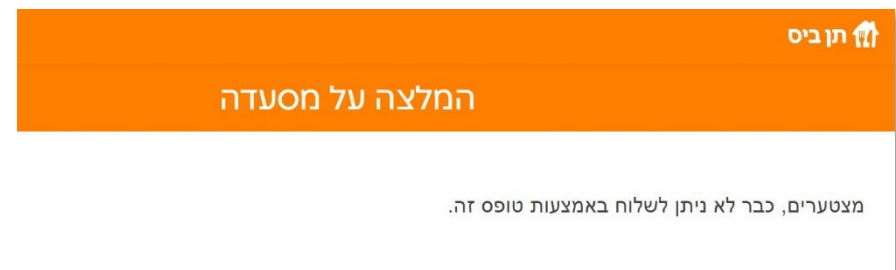 תן ביס
המלצה על מסעדה
מצטערים, כבר לא ניתן לשלוח באמצעות טופס זה.